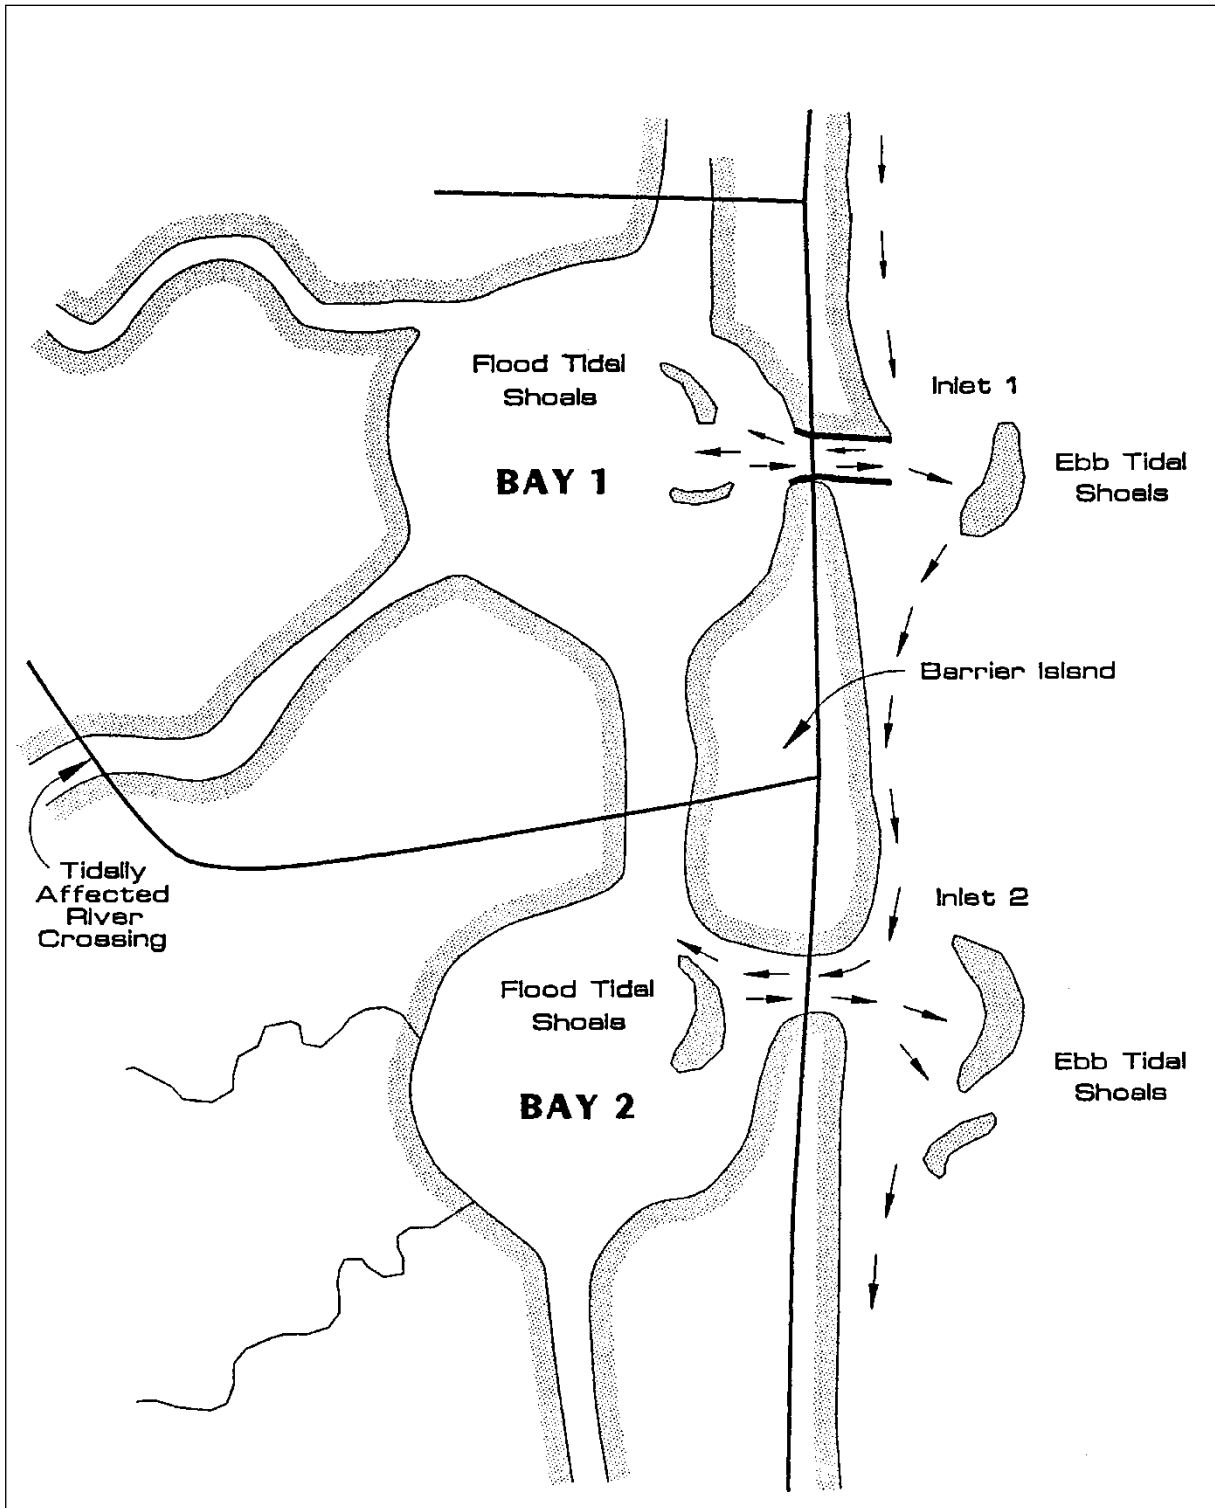 Flood Tidal
Shoals
Inlet 1
BAY 1
Ebb Tidal
Shoals
Barrier Island
Tidally
Affected
River
Crossing
Inlet 2
Flood Tidal
Shoals
Ebb Tidal
Shoals
BAY 2